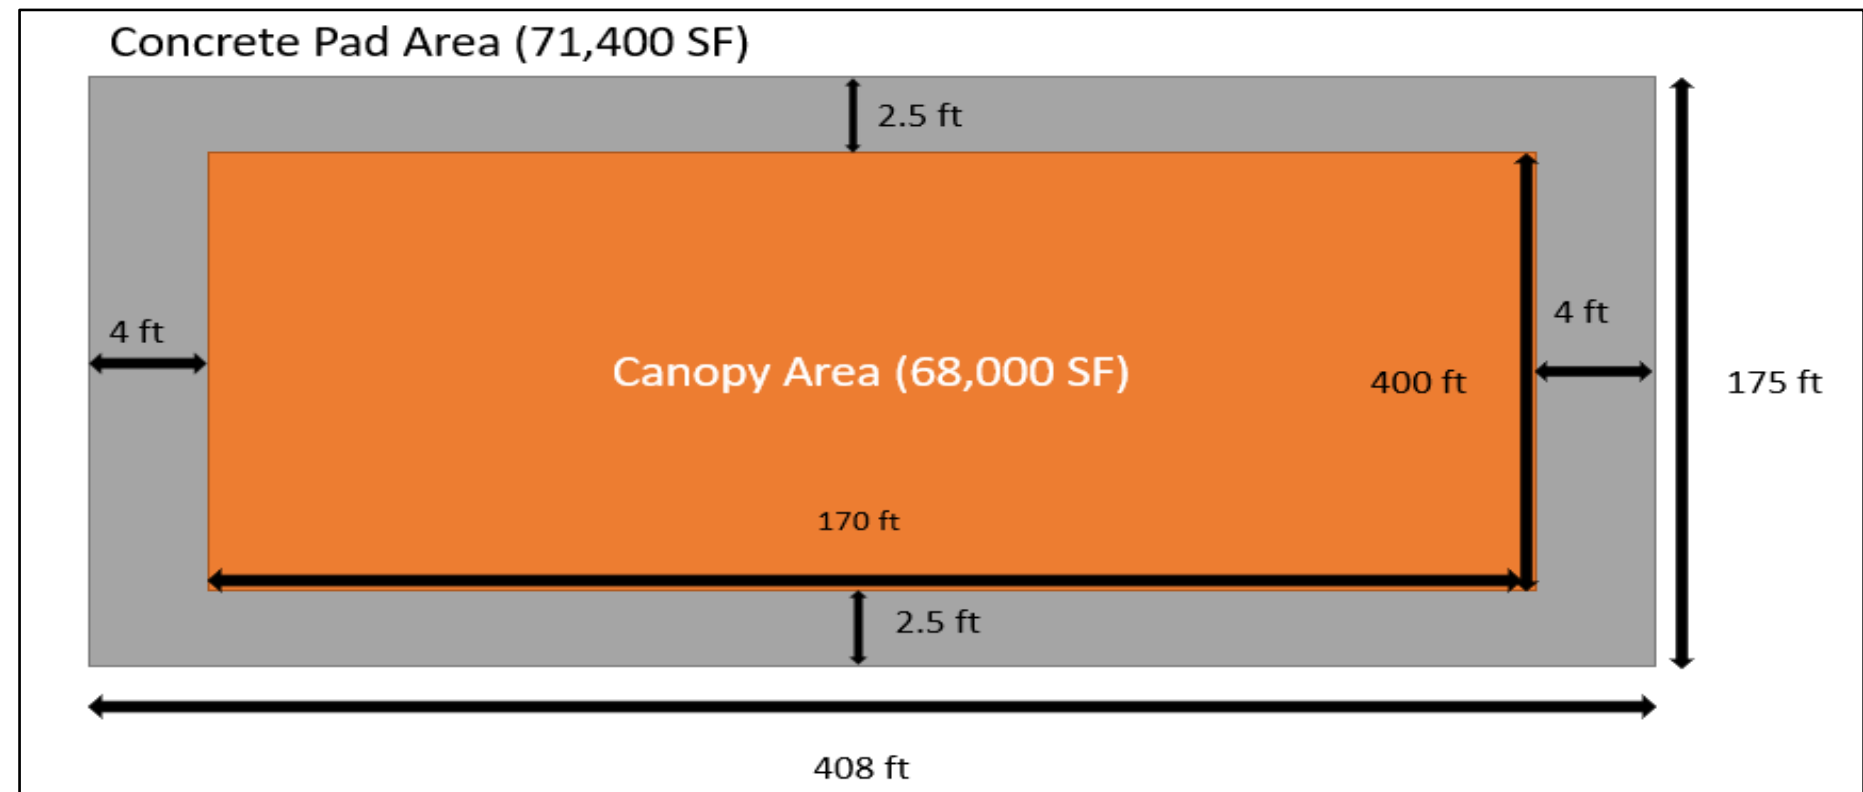 Concrete Pad Area (71,400 SF)
2.5 ft
4 ft
4 ft
Canopy Area (68,000 SF)
400 ft
175 ft
170 ft
2.5 ft
408 ft